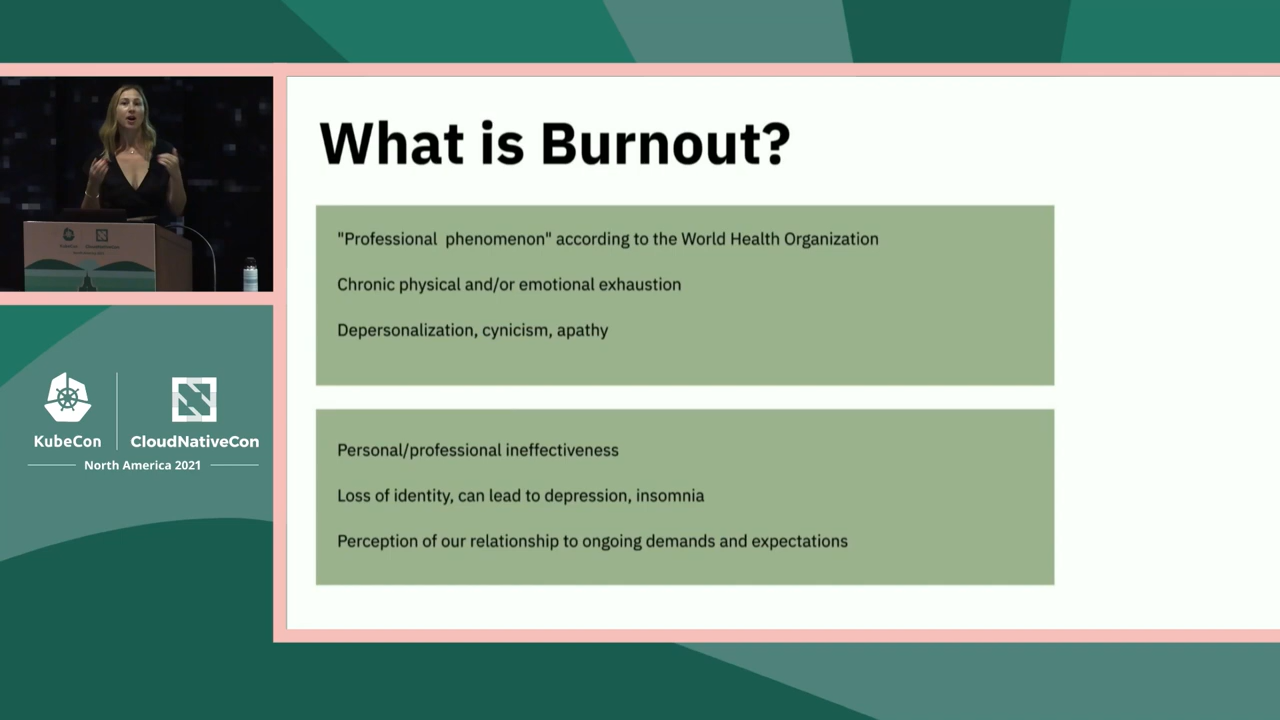 What is Burnout?
"Professional  phenomenon" according to the World Health Organization
Chronic physical and/or emotional exhaustion
Depersonalization, cynicism, apathy
Personal/professional ineffectiveness
Loss of identity, can lead to depression, insomnia
Perception of our relationship to ongoing demands and expectations
KubeCon
CloudNativeCon
North America 2021